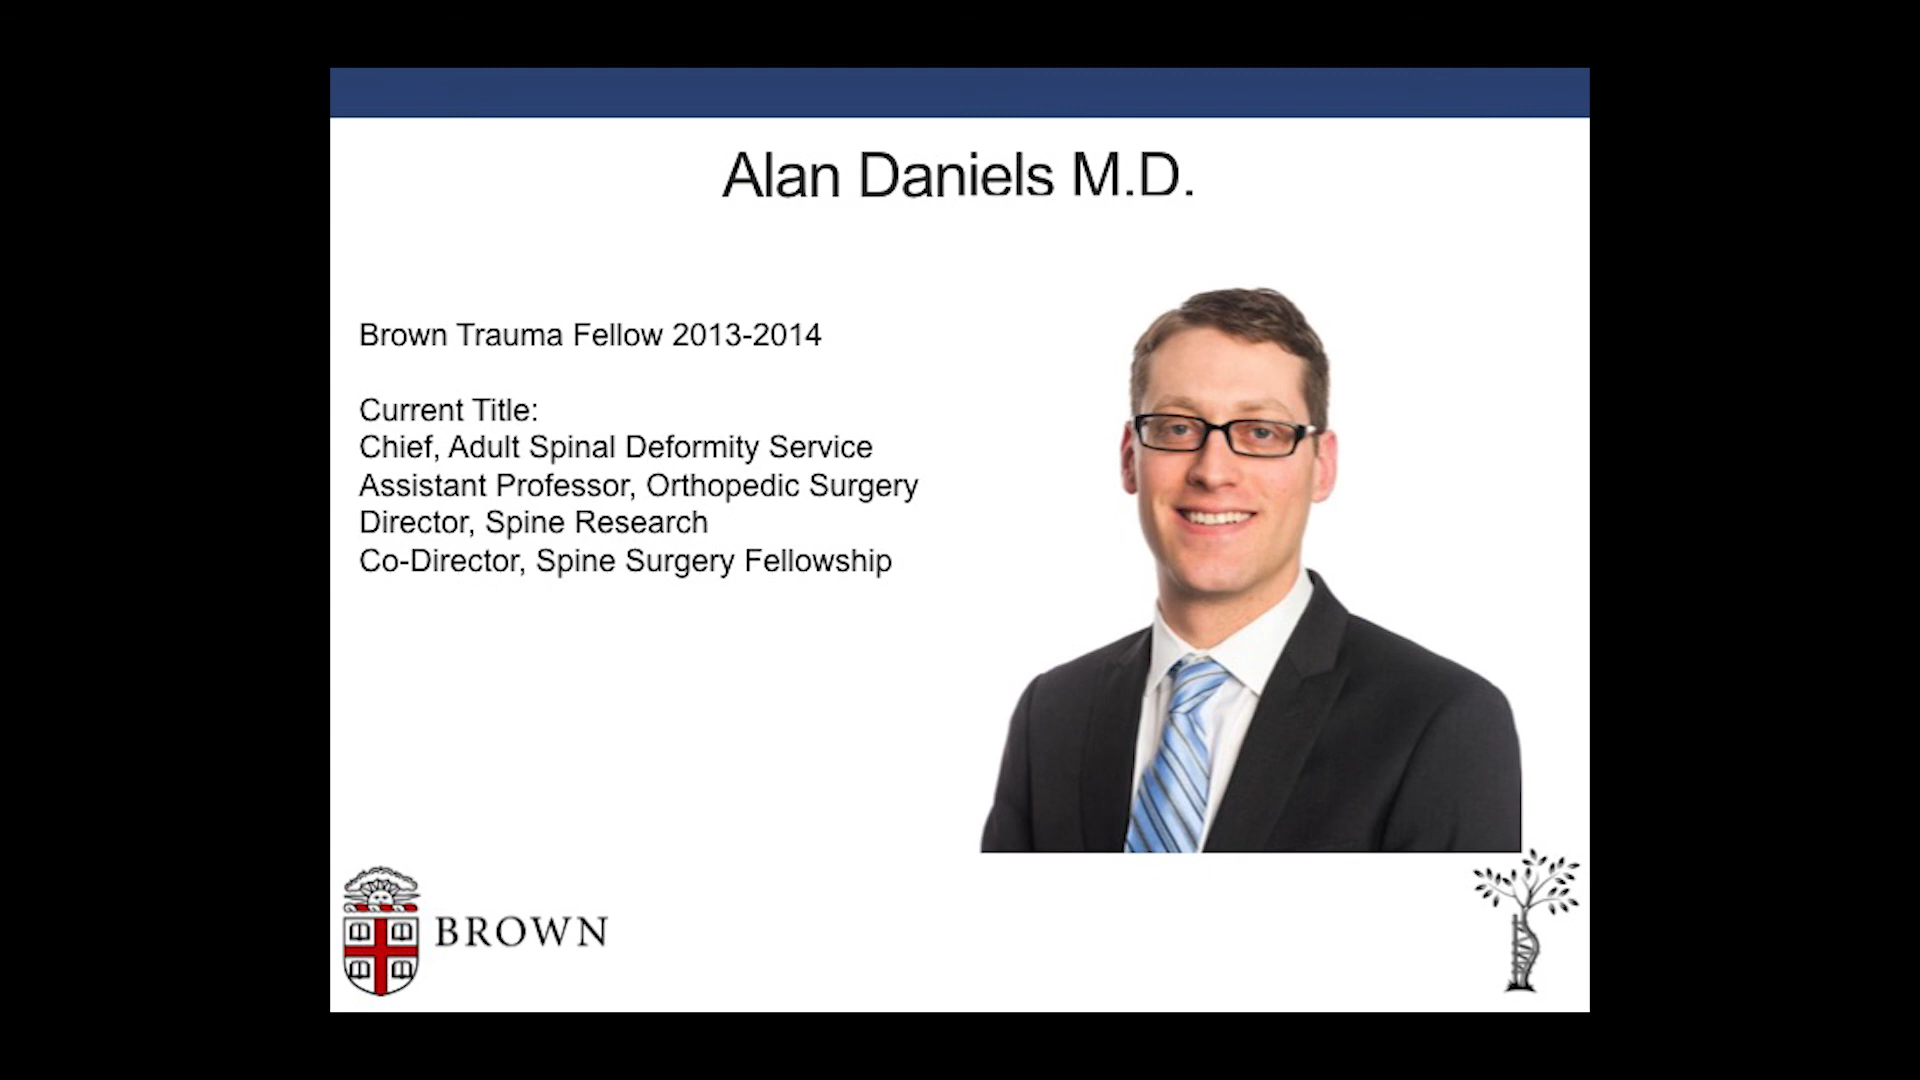 Alan Daniels M.D.
Brown Trauma Fellow 2013-2014
Current Title:
Chief, Adult Spinal Deformity Service
Assistant Professor, Orthopedic Surgery
Director, Spine Research
Co-Director, Spine Surgery Fellowship
BROWN